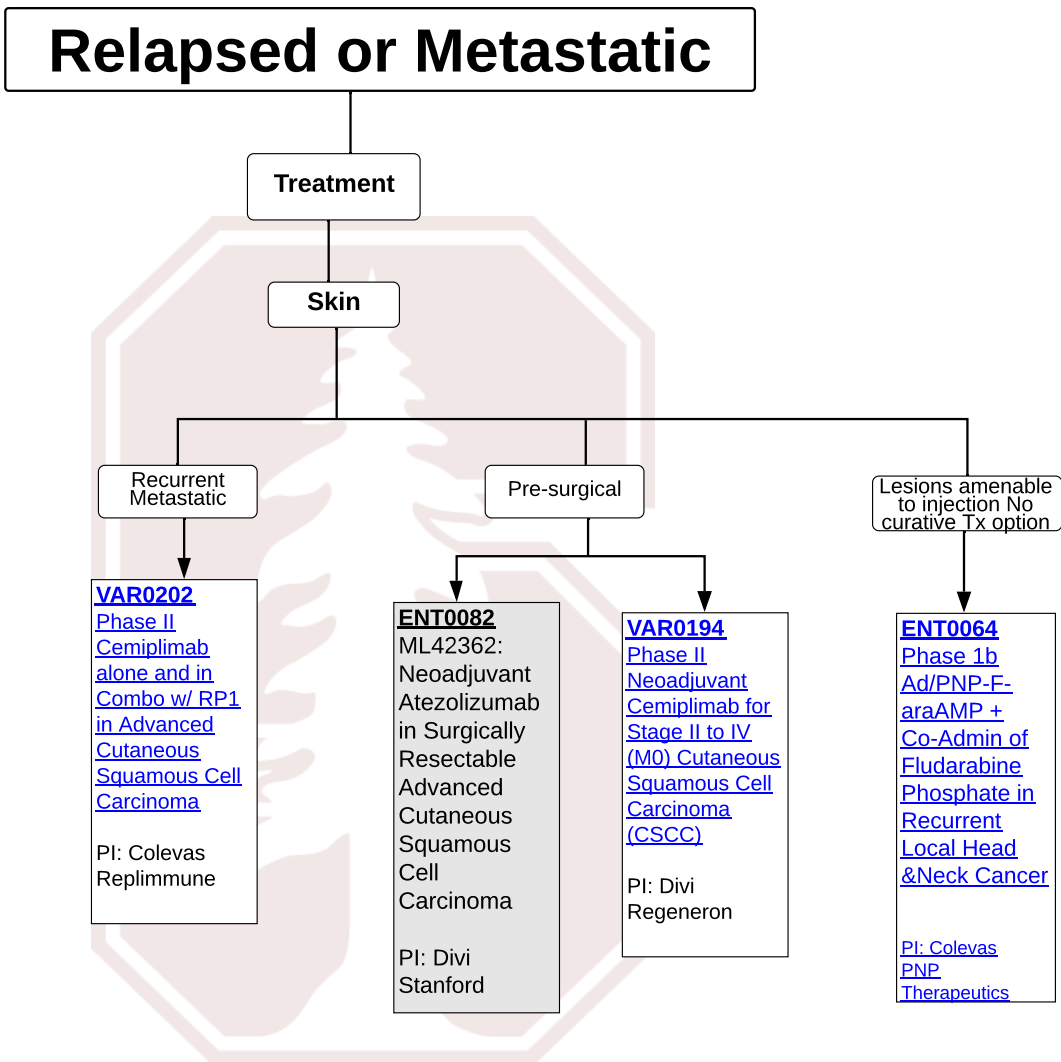 Relapsed or Metastatic
Treatment
Skin
Recurrent
Metastatic
Pre-surgical
Lesions amenable
to injection No
curative Tx option
VAR0202
Phase II
Cemiplimab
alone and in
Combo w/ RP1
in Advanced
Cutaneous
Squamous Cell
Carcinoma
PI: Colevas
Replimmune
ENT0082
ML42362:
Neoadjuvant
Atezolizumab
in Surgically
Resectable
Advanced
Cutaneous
Squamous
Cell
Carcinoma
PI: Divi
Stanford
VAR0194
Phase II
Neoadjuvant
Cemiplimab for
Stage II to IV
(M0) Cutaneous
Squamous Cell
Carcinoma
(CSCC)
PI: Divi
Regeneron
ENT0064
Phase 1b
Ad/PNP-F-
araAMP +
Co-Admin of
Fludarabine
Phosphate in
Recurrent
Local Head
&Neck Cancer
PI: Colevas
PNP
Therapeutics